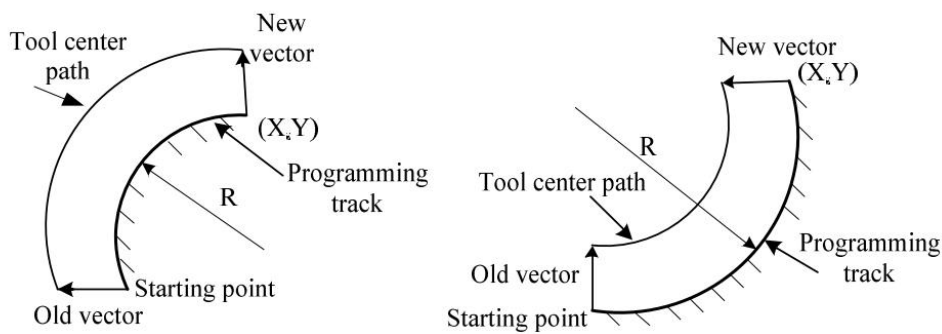 New
vector
Tool center
path
(X,Y)
R
Programming
track
Starting point
Old vector
New vector
(X,Y)
R
Tool center path
Old vector
Programming
track
Starting point